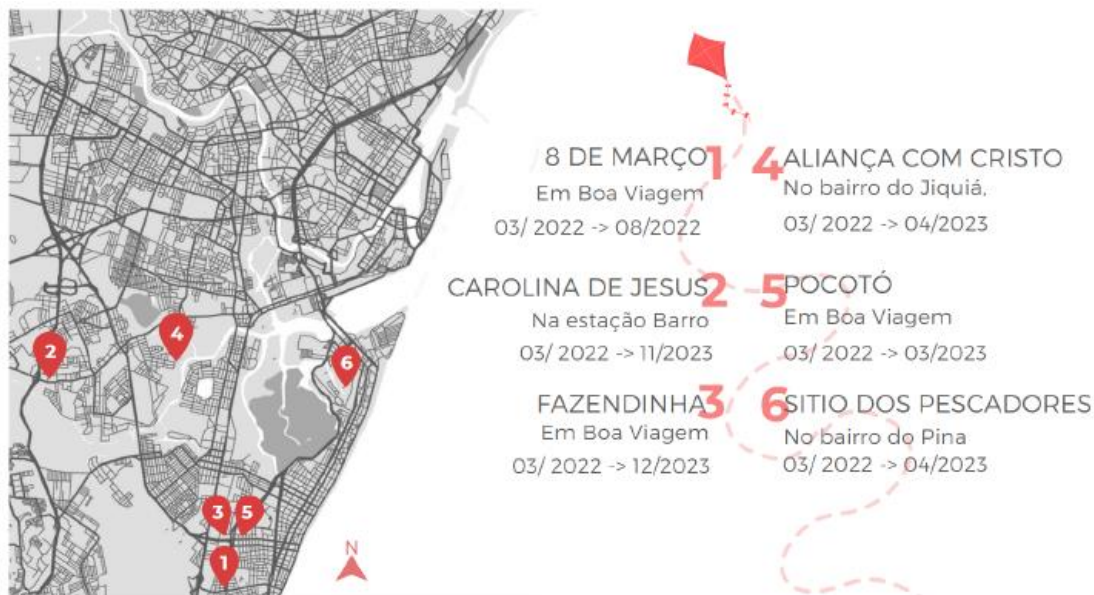 8 DE MARÇO 1
Em Boa Viagem
03/ 2022 -> 08/2022
CAROLINA DE JESUS 2
Na estação Barro
03/ 2022 -> 11/2023
FAZENDINHA 3
Em Boa Viagem
03/ 2022 -> 12/2023
4 ALIANÇA COM CRISTO
No bairro do Jiquiá,
03/ 2022 -> 04/2023
5 POCOTÓ
Em Boa Viagem
03/ 2022 -> 03/2023
6 SITIO DOS PESCADORES
No bairro do Pina
03/ 2022 -> 04/2023
4
2
6
3 5
1
N